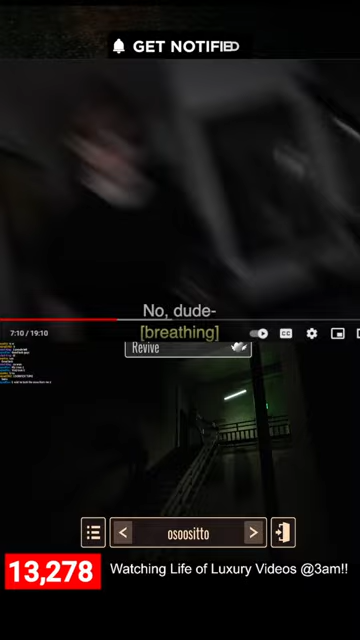 GET NOTIFIED
No, dude-
[breathing]
7:10 / 19:10
CC
Revive
osoositto
13,278
Watching Life of Luxury Videos @3am!!